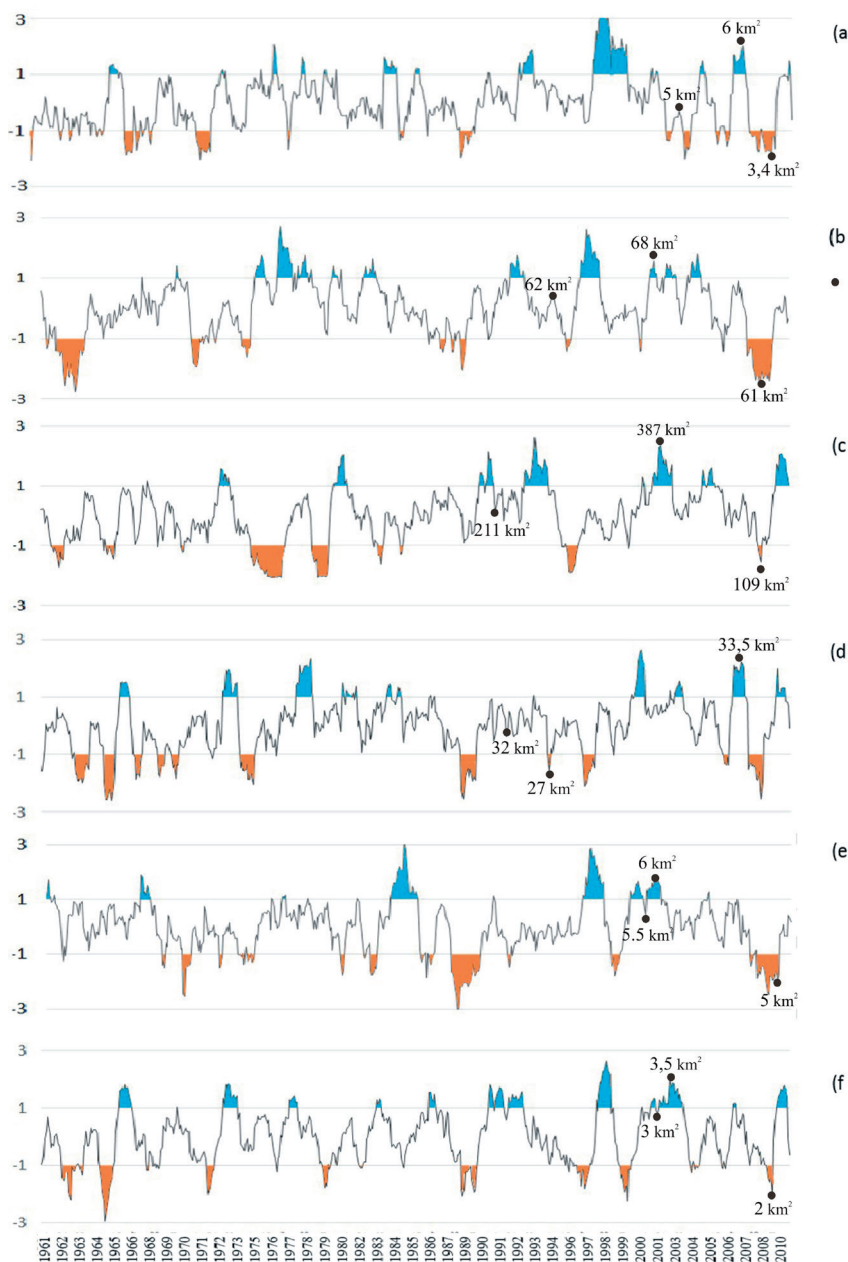 3
(a
6 km²
1
5 km²
-1
3,4 km²
-3
3
(b
68 km²
62 km²
1
-1
61 km²
-3
3
387 km²
(c
1
211 km²
-1
109 km²
-3
3
33,5 km²
(d
1
32 km²
-1
27 km²
-3
3
(e
6 km²
1
5.5 km²
-1
5 km²
-3
3
3,5 km²
(f
1
3 km²
-1
2 km²
-3
1961 1962 1963 1964 1965 1966 1968 1969 1970 1971 1972 1973 1975 1976 1977 1978 1979 1980 1982 1983 1984 1985 1986 1987 1989 1990 1991 1992 1993 1994 1996 1997 1998 1999 2000 2001 2003 2004 2005 2006 2007 2008 2010